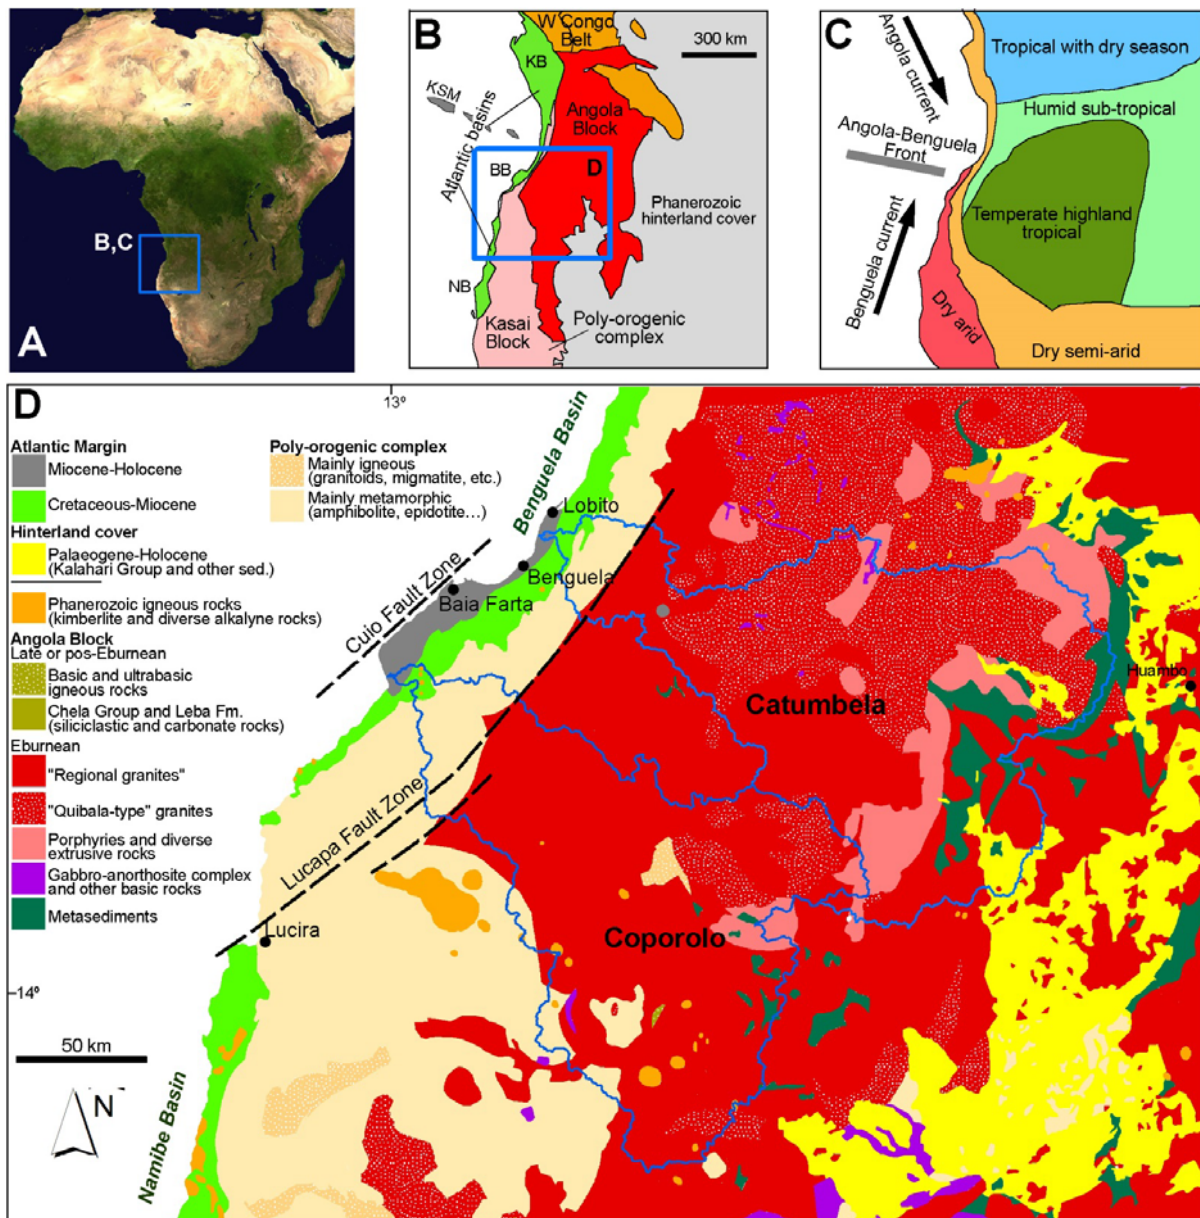 A
B,C
B
W Congo
Belt
300 km
KB
KSM
Atlantic basins
Angola
Block
BB
D
Phanerozoic
hinterland cover
NB
Kasai
Block
Poly-orogenic
complex
C
Angola current
Tropical with dry season
Humid sub-tropical
Angola-Benguela
Front
Temperate highland
tropical
Benguela current
Dry arid
Dry semi-arid
D
13º
Atlantic Margin
Miocene-Holocene
Cretaceous-Miocene
Hinterland cover
Palaeogene-Holocene
(Kalahari Group and other sed.)
Phanerozoic igneous rocks
(kimberlite and diverse alkalyne rocks)
Angola Block
Late or pos-Eburnean
Basic and ultrabasic
igneous rocks
Chela Group and Leba Fm.
(siliciclastic and carbonate rocks)
Eburnean
"Regional granites"
"Quibala-type" granites
Porphyries and diverse
extrusive rocks
Gabbro-anorthosite complex
and other basic rocks
Metasediments
Poly-orogenic complex
Mainly igneous
(granitoids, migmatite, etc.)
Mainly metamorphic
(amphibolite, epidotite...)
Benguela Basin
Lobito
Benguela
Baia Farta
Cuio Fault Zone
Huambo
Catumbela
Lucapa Fault Zone
Coporolo
Lucira
14º
50 km
N
Namibe Basin